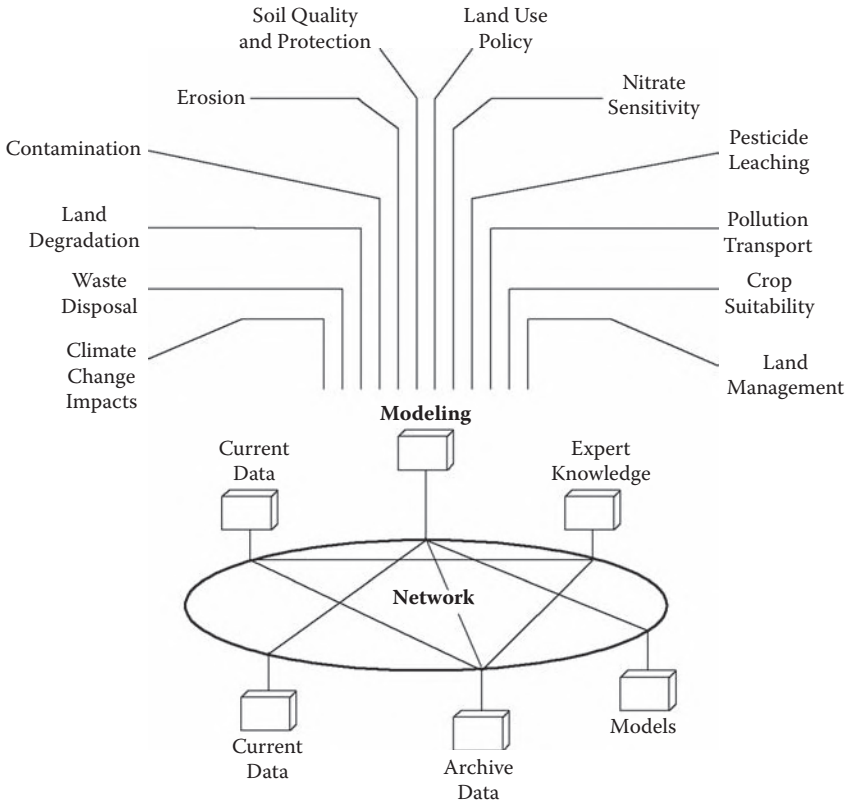 Soil Quality
and Protection
Land Use
Policy
Erosion
Nitrate
Sensitivity
Contamination
Pesticide
Leaching
Land
Degradation
Pollution
Transport
Waste
Disposal
Crop
Suitability
Climate
Change
Impacts
Land
Management
Modeling
Current
Data
Expert
Knowledge
Network
Current
Data
Archive
Data
Models